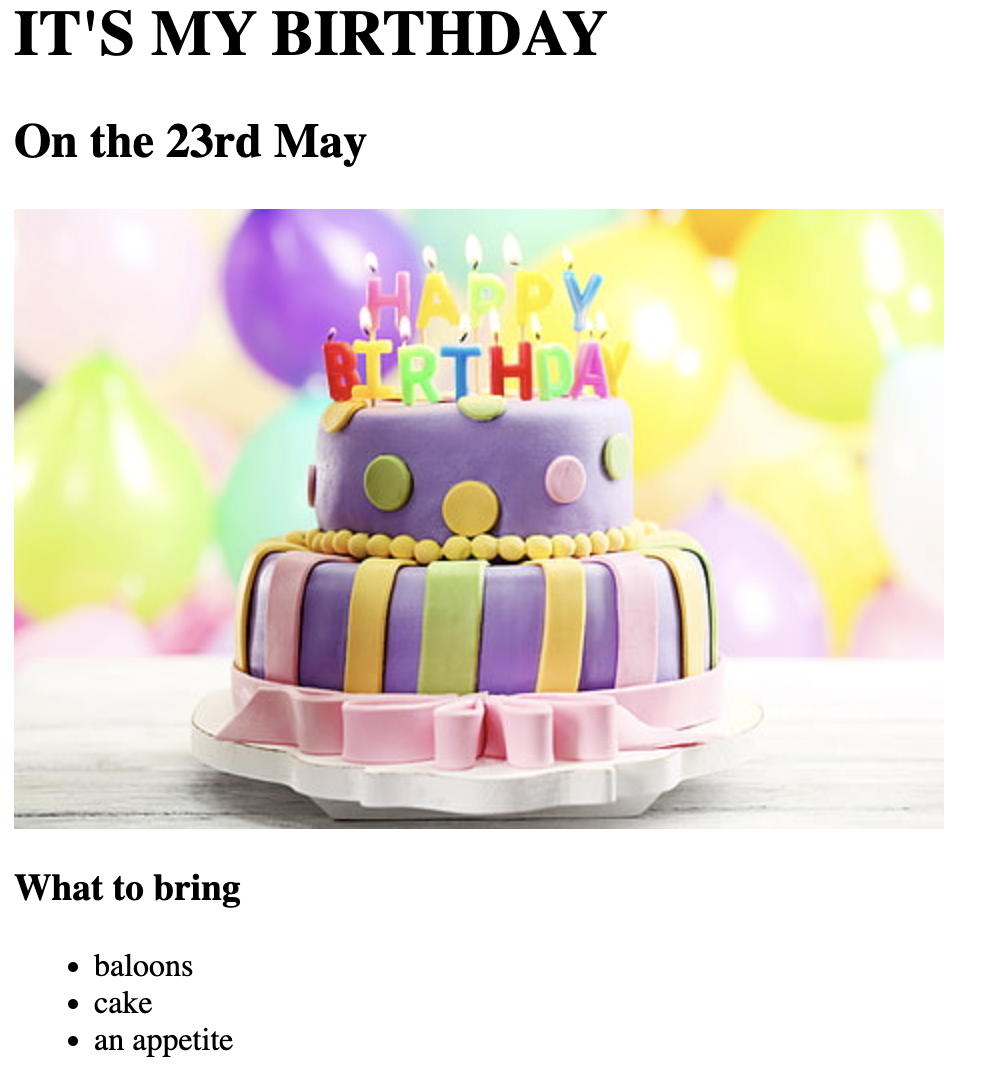 IT'S MY BIRTHDAY
On the 23rd May
HAPPY
BIRTHDAY
What to bring
baloons
cake
an appetite